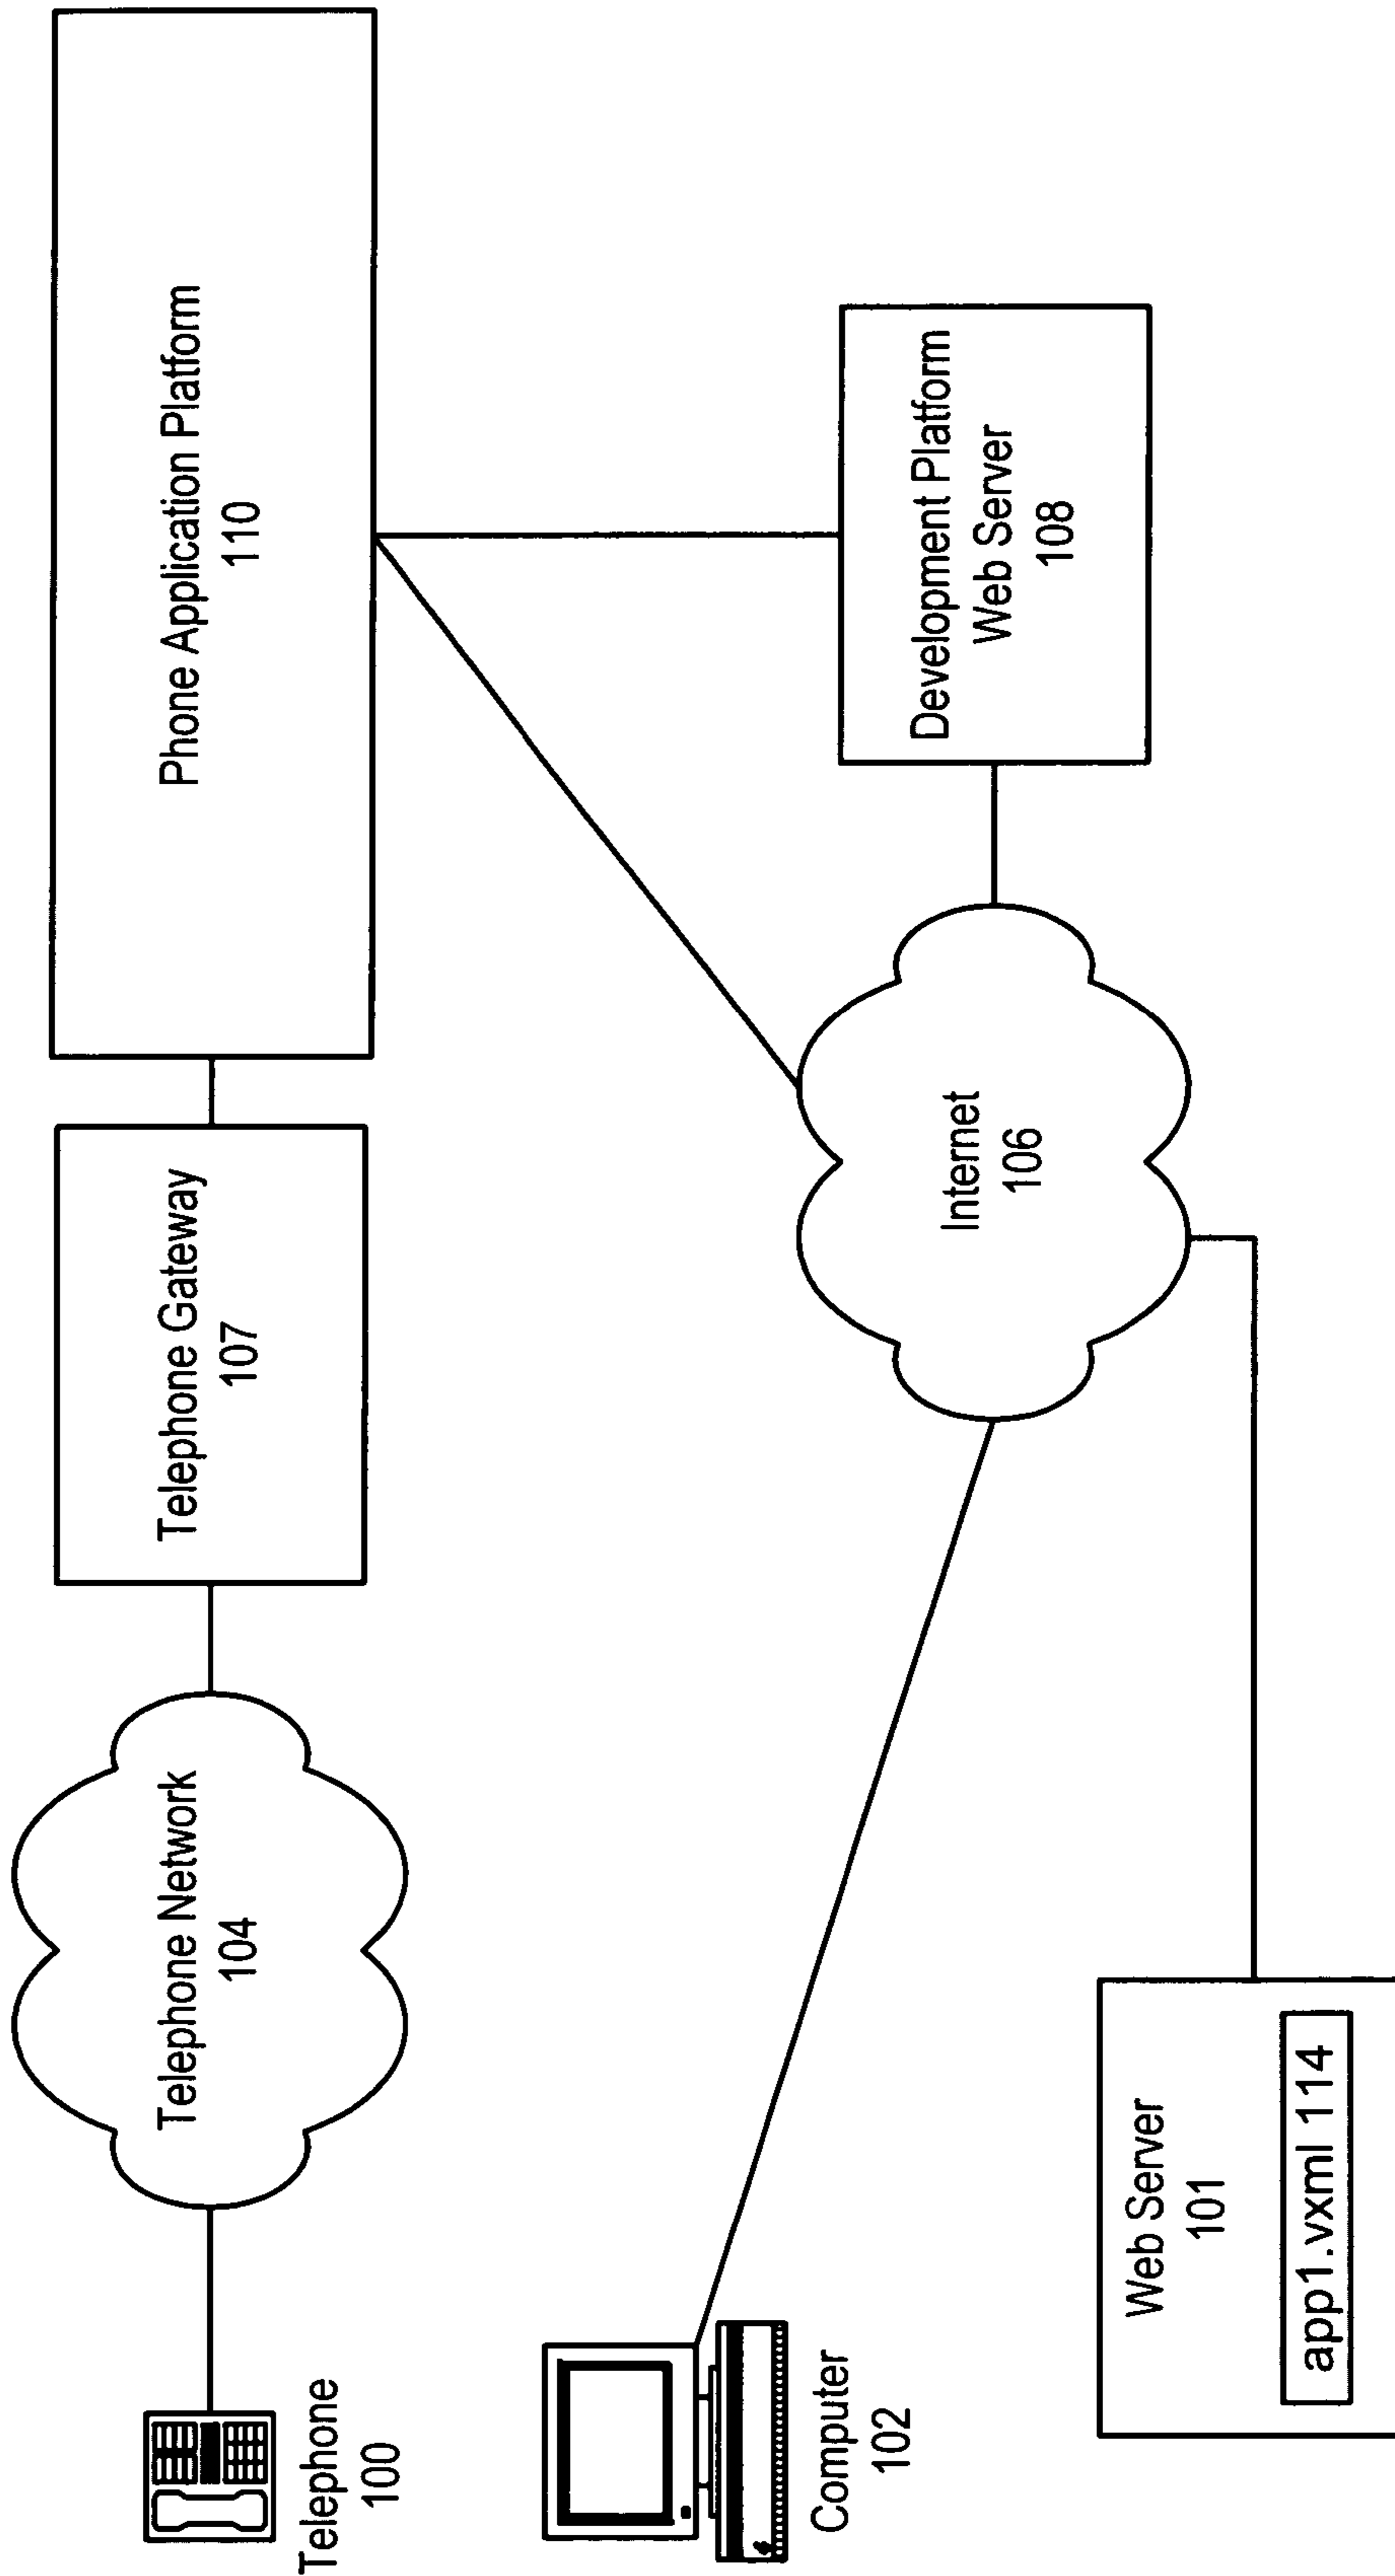 Telephone
100
Telephone Network
104
Telephone Gateway
107
Phone Application Platform
110
Computer
102
Internet
106
Development Platform
Web Server
108
Web Server
101
app1.vxml 114